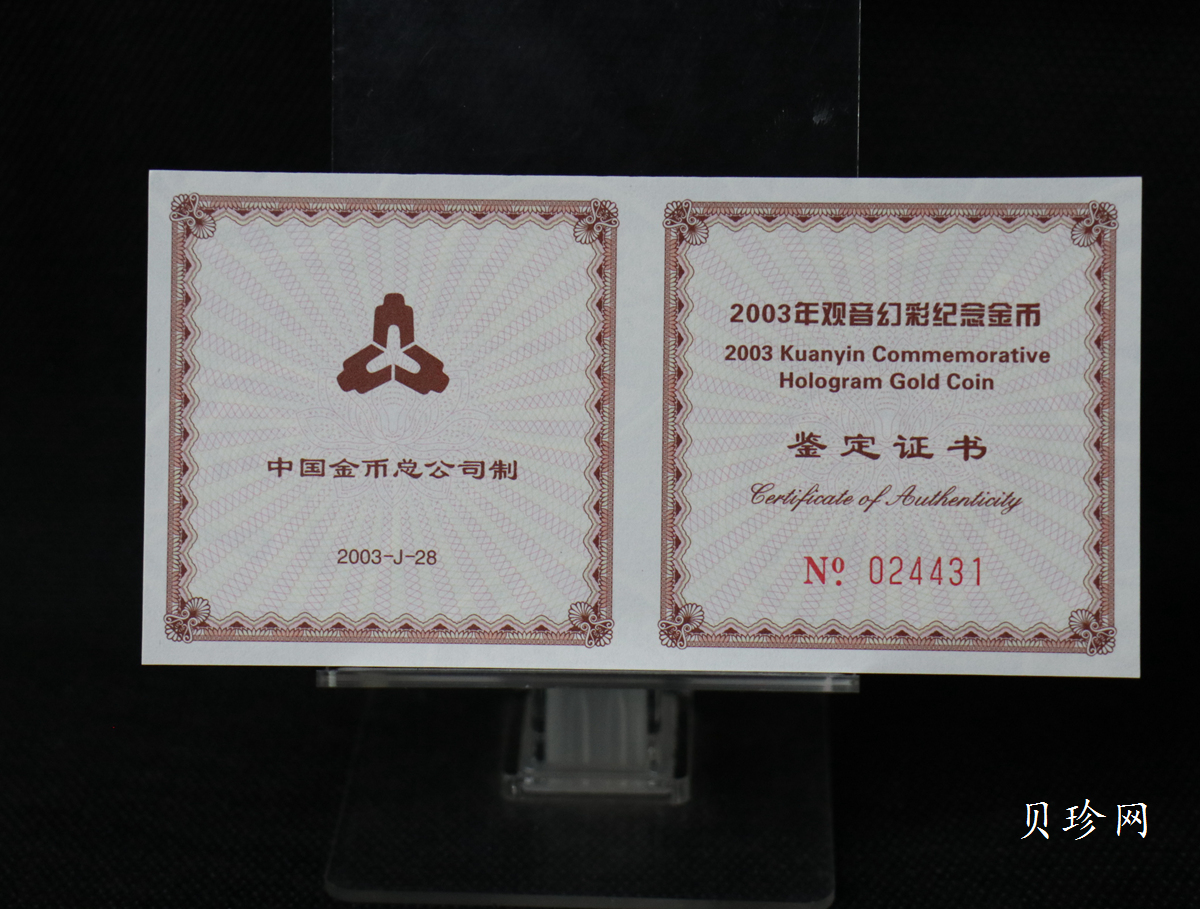 中国金币总公司制
2003-J-28
2003年观音幻彩纪念金币
2003 Kuanyin Commemorative
Hologram Gold Coin
鉴定证书
Certificate of Authenticity
Nº 024431
贝珍网